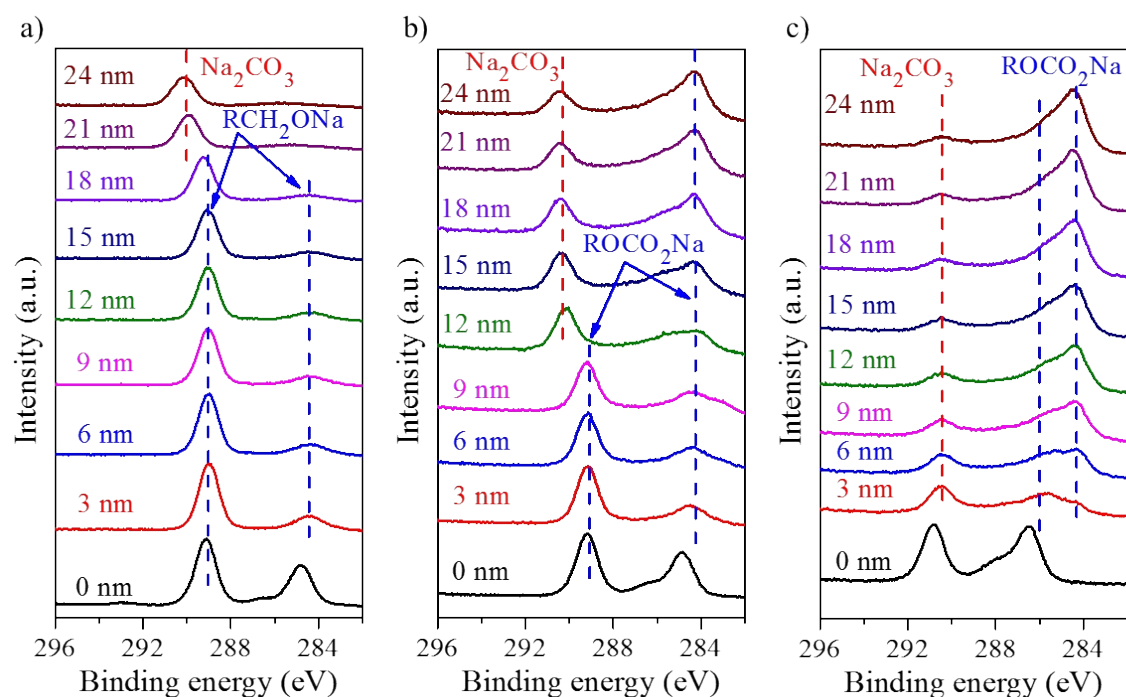 a)
24 nm
Na₂CO₃
21 nm
RCH₂ONa
18 nm
15 nm
12 nm
9 nm
6 nm
3 nm
0 nm
Intensity (a.u.)
296 292 288 284
Binding energy (eV)
b)
Na₂CO₃
24 nm
21 nm
18 nm
ROCO₂Na
15 nm
12 nm
9 nm
6 nm
3 nm
0 nm
Intensity (a.u.)
296 292 288 284
Binding energy (eV)
c)
Na₂CO₃ ROCO₂Na
24 nm
21 nm
18 nm
15 nm
12 nm
9 nm
6 nm
3 nm
0 nm
Intensity (a.u.)
296 292 288 284
Binding energy (eV)